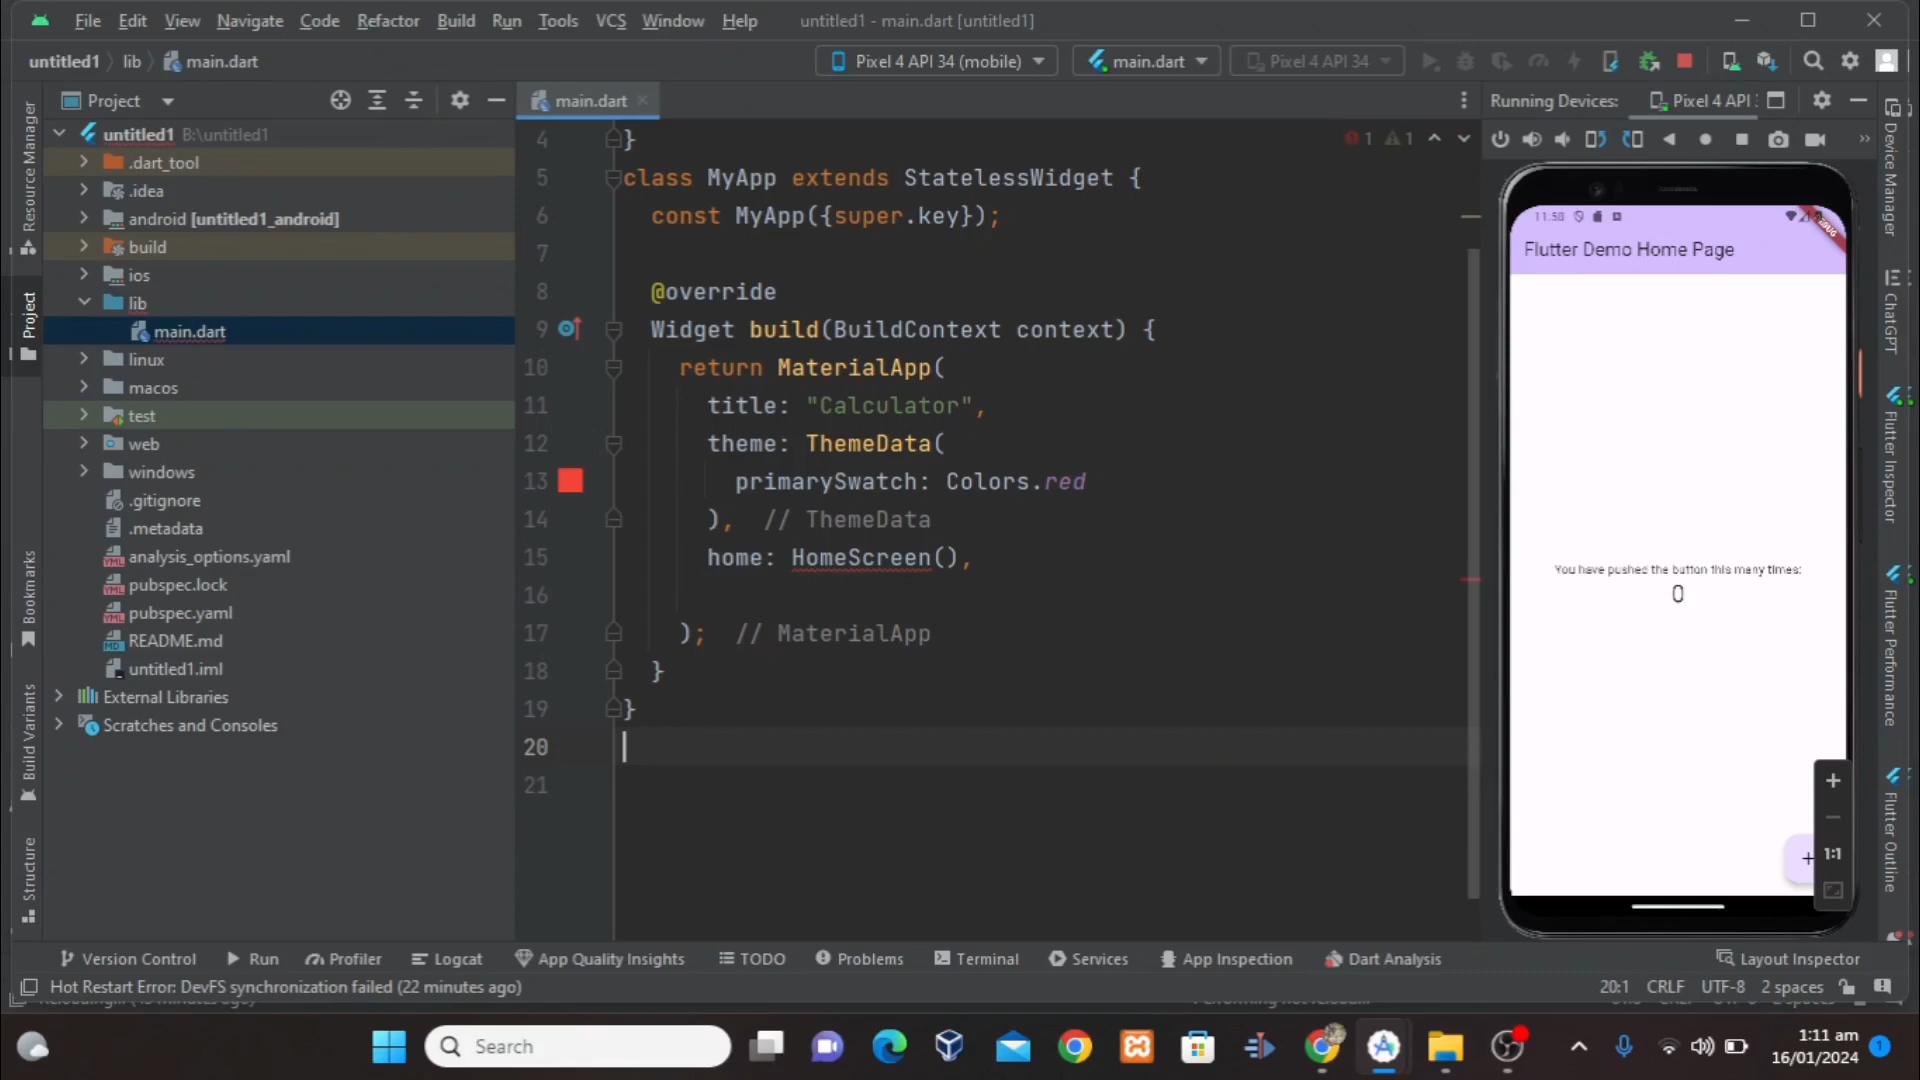 File Edit View Navigate Code Refactor Build Run Tools VCS Window Help untitled1 - main.dart [untitled1]
untitled1 lib main.dart Pixel 4 API 34 (mobile) main.dart Pixel 4 API 34
Project main.dart Running Devices: Pixel 4 API
untitled1 B:\untitled1
.dart_tool
.idea
android [untitled1_android]
build
ios
lib
main.dart
linux
macos
test
web
windows
.gitignore
.metadata
analysis_options.yaml
pubspec.lock
pubspec.yaml
README.md
untitled1.iml
External Libraries
Scratches and Consoles
Resource Manager
Project
Bookmarks
Build Variants
Structure
1 1
4 }
5 class MyApp extends StatelessWidget {
6 const MyApp({super.key});
7
8 @override
9 Widget build(BuildContext context) {
10 return MaterialApp(
11 title: "Calculator",
12 theme: ThemeData(
13 primarySwatch: Colors.red
14 ), // ThemeData
15 home: HomeScreen(),
16
17 ); // MaterialApp
18 }
19 }
20
21
11:58
DEBUG
Flutter Demo Home Page
You have pushed the button this many times:
0
+
+
−
1:1
Device Manager
ChatGPT
Flutter Inspector
Flutter Performance
Flutter Outline
Version Control Run Profiler Logcat App Quality Insights TODO Problems Terminal Services App Inspection Dart Analysis Layout Inspector
Hot Restart Error: DevFS synchronization failed (22 minutes ago) 20:1 CRLF UTF-8 2 spaces
Search
1:11 am
16/01/2024
1